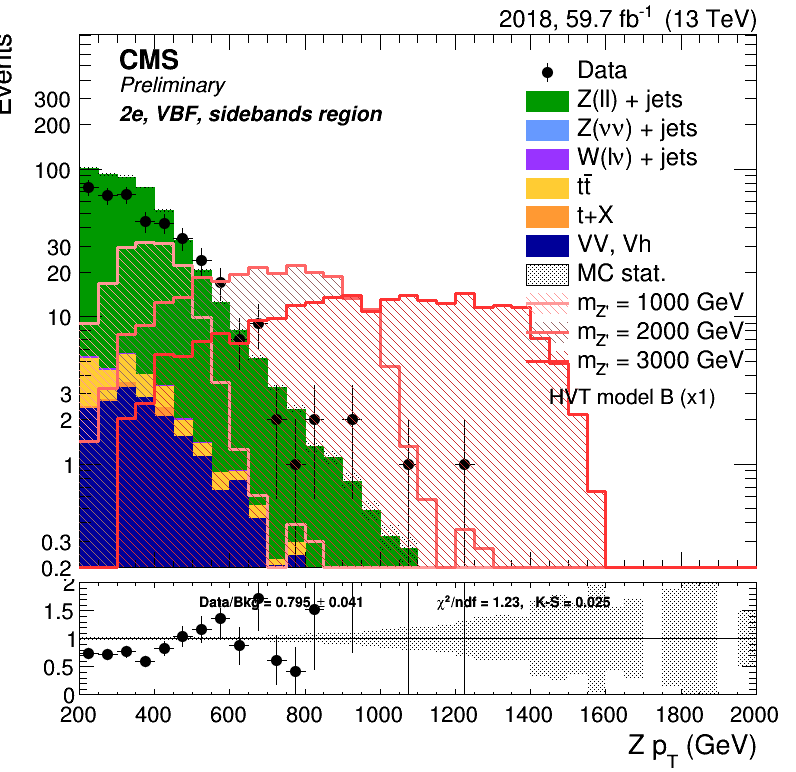 2018, 59.7 fb⁻¹ (13 TeV)
Events
CMS
Preliminary
2e, VBF, sidebands region
Data
Z(ll) + jets
Z(νν) + jets
W(lν) + jets
tt̄
t+X
VV, Vh
MC stat.
m_Z' = 1000 GeV
m_Z' = 2000 GeV
m_Z' = 3000 GeV
HVT model B (x1)
300
200
100
30
20
10
3
2
1
0.3
0.2
Data/Bkg = 0.795 ± 0.041
χ²/ndf = 1.23, K-S = 0.025
2
1.5
1
0.5
0
200 400 600 800 1000 1200 1400 1600 1800 2000
Z p_T (GeV)